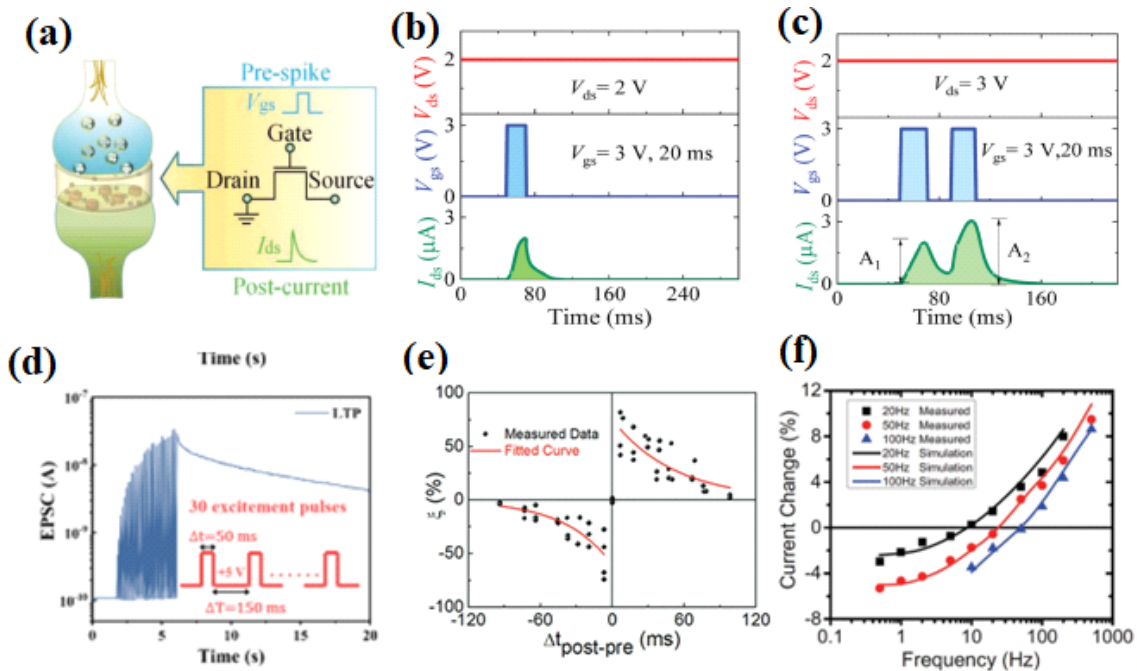 (a)
Pre-spike
Vgs
Gate
Drain
Source
Ids
Post-current
(b)
Vds (V)
2
Vds= 2 V
Vgs (V)
3
0
Vgs= 3 V, 20 ms
Ids (μA)
3
0
0 80 160 240
Time (ms)
(c)
Vds (V)
2
Vds= 3 V
Vgs (V)
3
0
Vgs= 3 V,20 ms
Ids (μA)
3
0
A1
A2
0 80 160
Time (ms)
(d)
Time (s)
EPSC (A)
10-7
10-8
10-9
10-10
LTP
30 excitement pulses
Δt=50 ms
+5 V
ΔT=150 ms
0 5 10 15 20
Time (s)
(e)
ξ (%)
100
50
0
-50
-100
Measured Data
Fitted Curve
-120 -60 0 60 120
Δtpost-pre (ms)
(f)
Current Change (%)
12
8
4
0
-4
-8
20Hz Measured
50Hz Measured
100Hz Measured
20Hz Simulation
50Hz Simulation
100Hz Simulation
0.1 1 10 100 1000
Frequency (Hz)